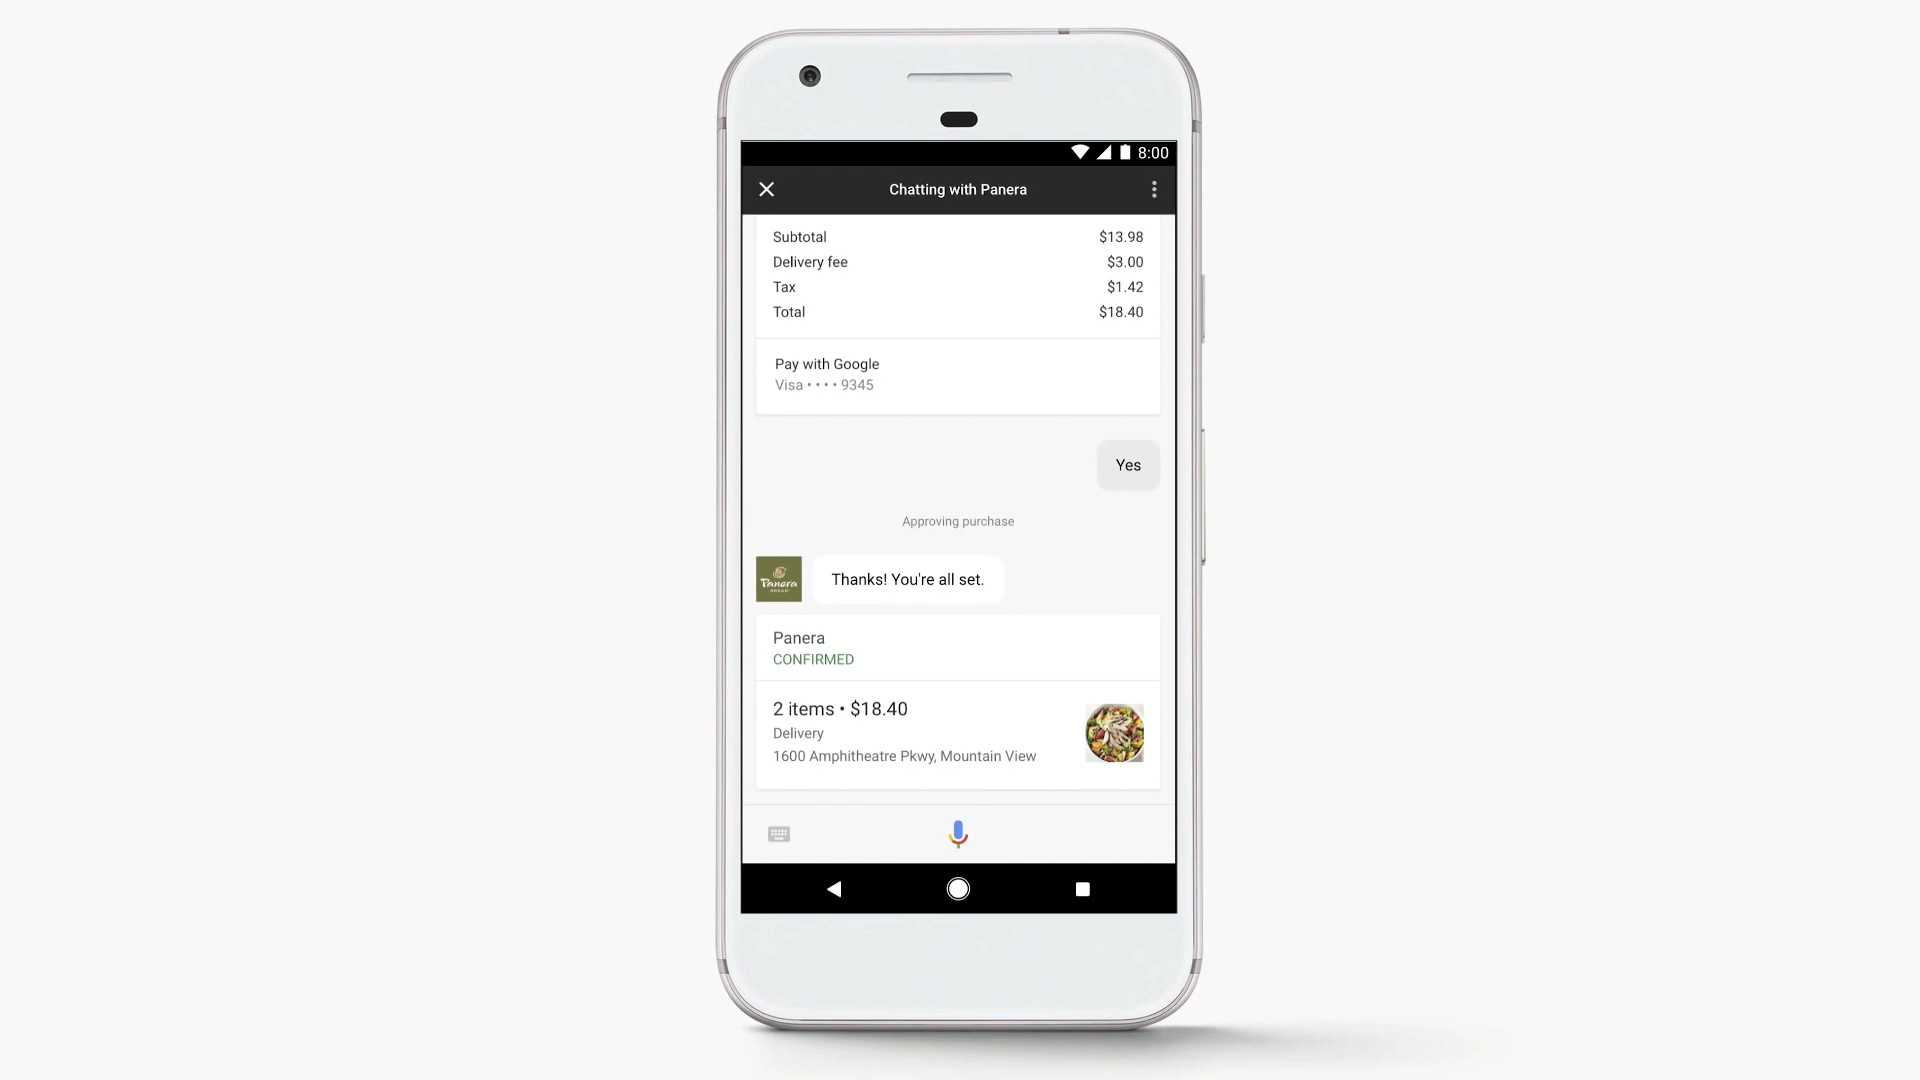 8:00
Chatting with Panera
Subtotal $13.98
Delivery fee $3.00
Tax $1.42
Total $18.40
Pay with Google
Visa • • • • 9345
Yes
Approving purchase
Panera
BREAD
Thanks! You're all set.
Panera
CONFIRMED
2 items • $18.40
Delivery
1600 Amphitheatre Pkwy, Mountain View